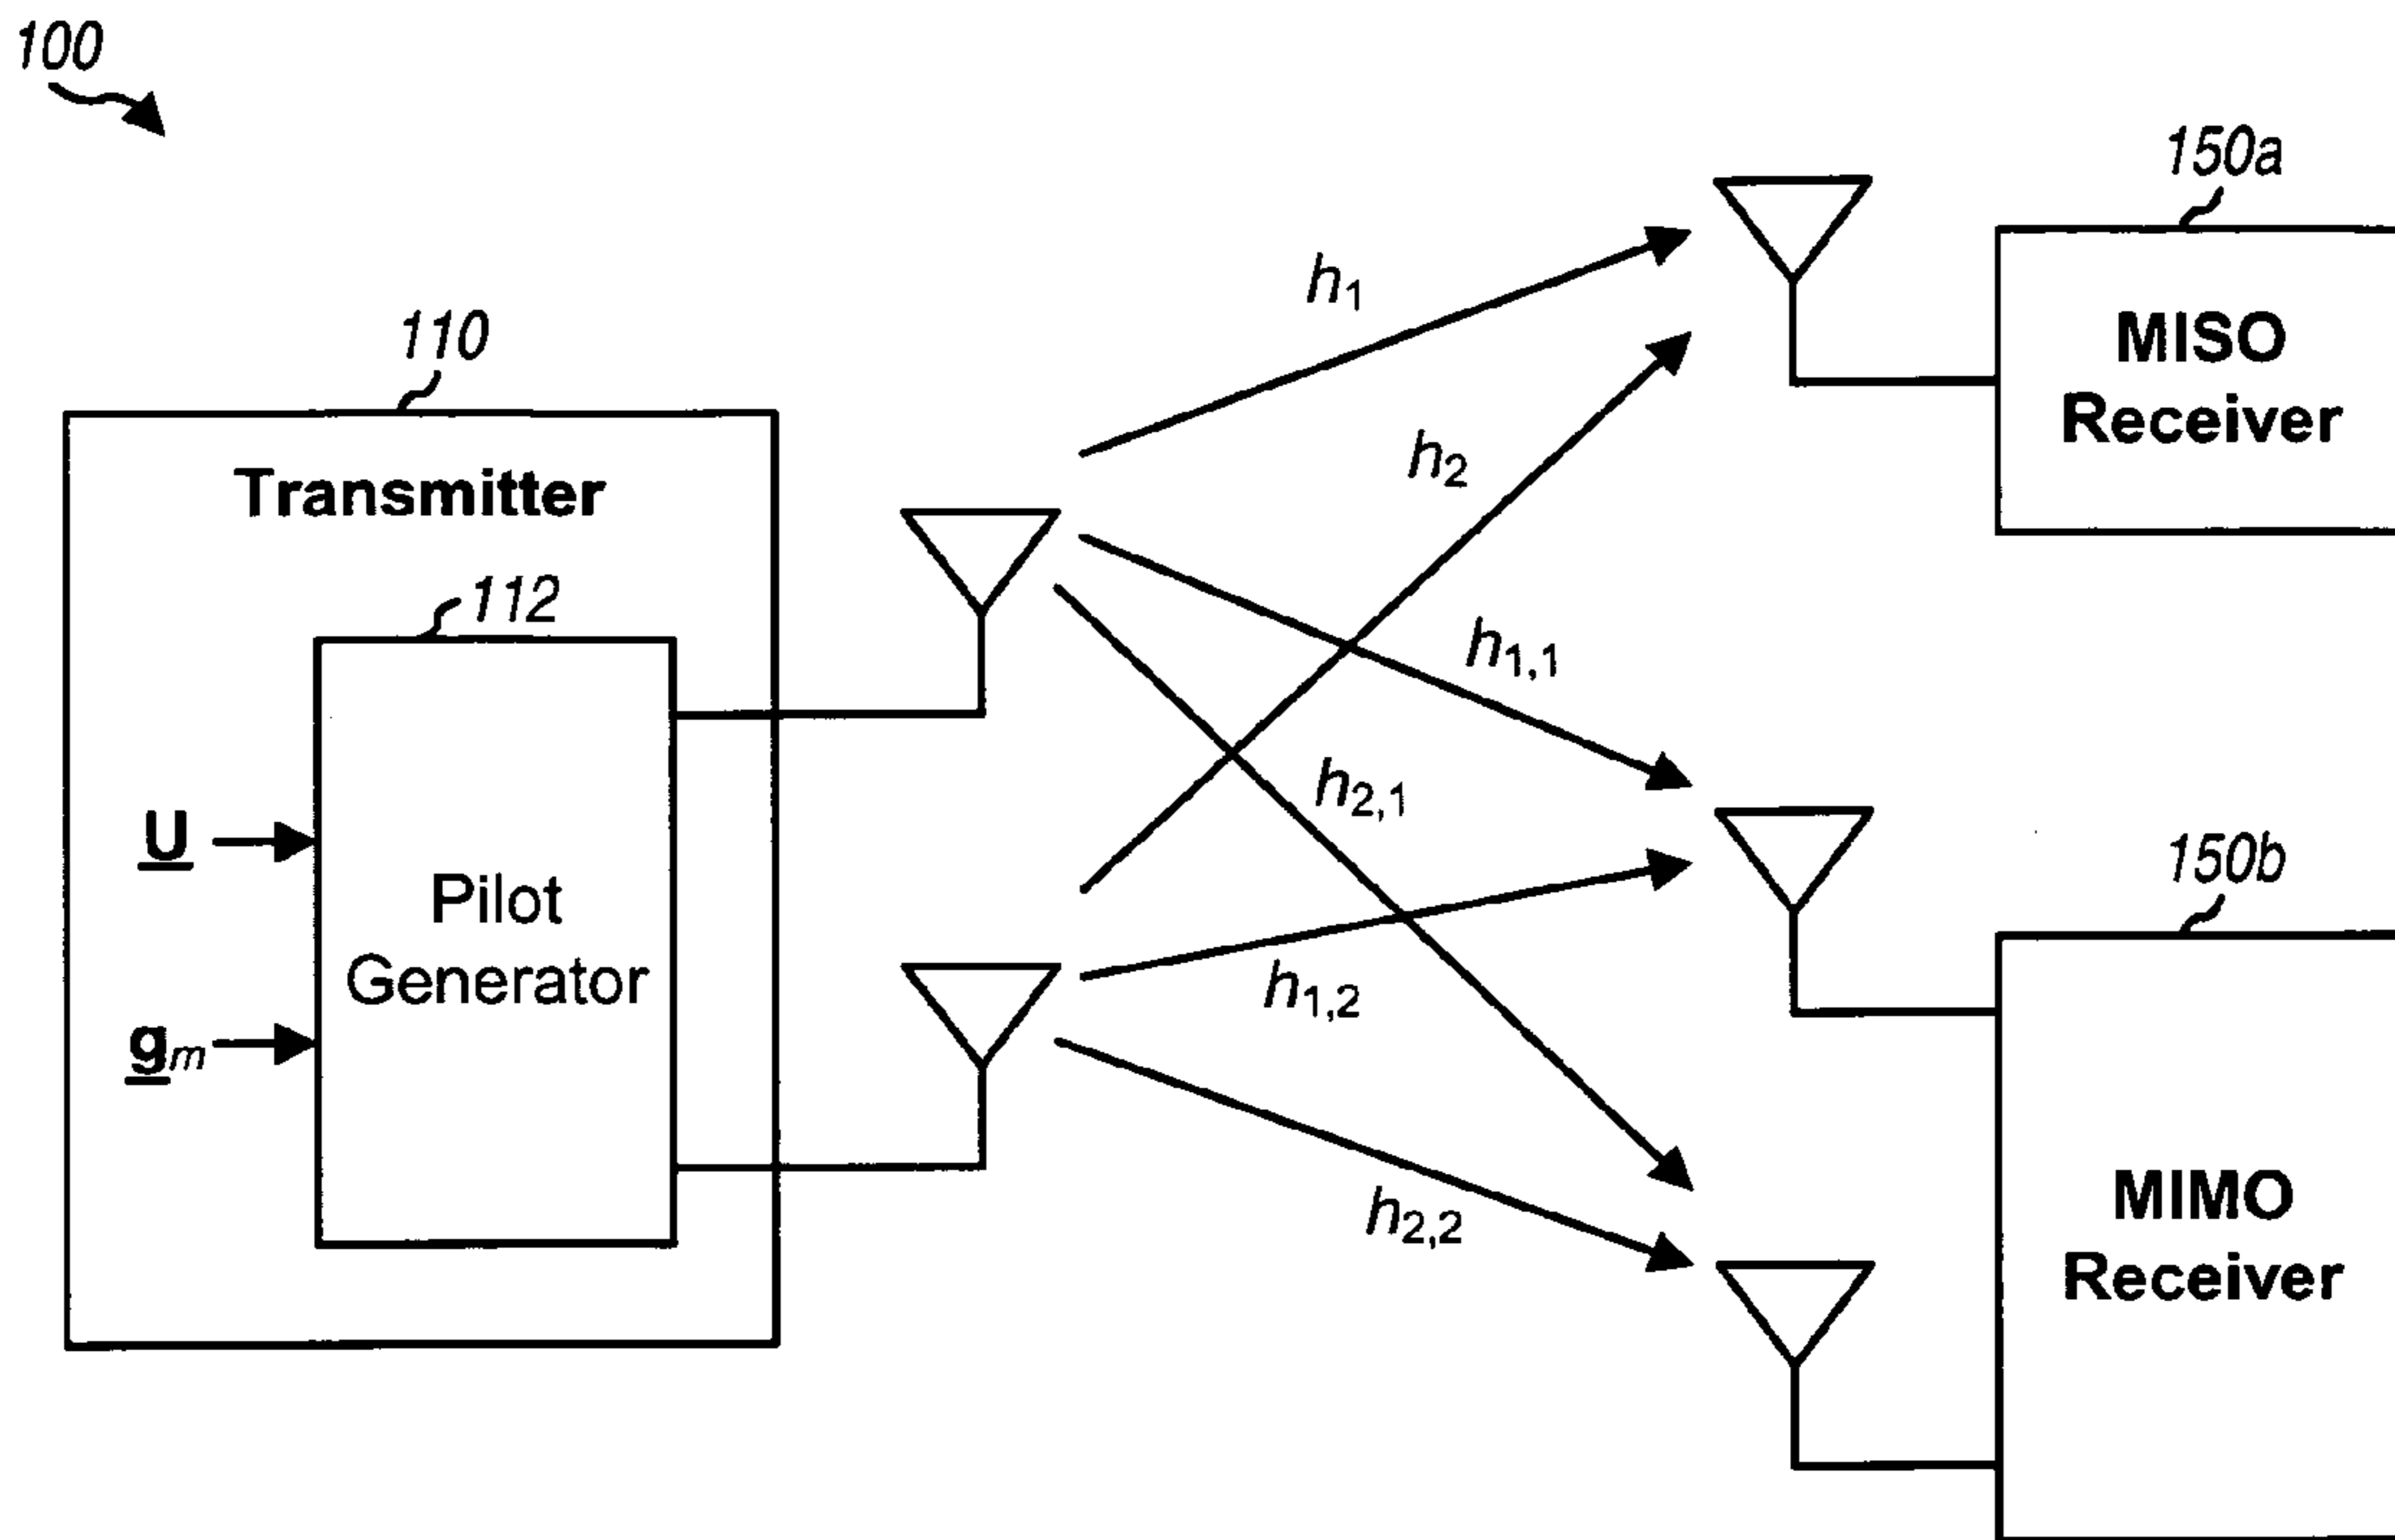 100
150a
MISO
Receiver
h1
110
h2
Transmitter
112
h1,1
h2,1
U
Pilot
Generator
150b
gm
h1,2
MIMO
Receiver
h2,2